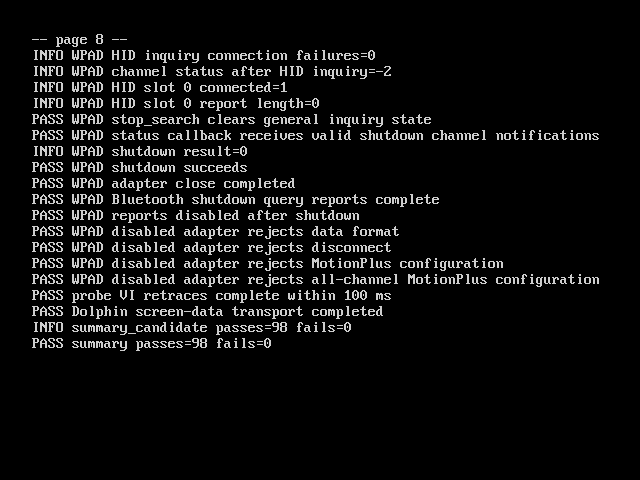 -- page 8 --
INFO WPAD HID inquiry connection failures=0
INFO WPAD channel status after HID inquiry=-2
INFO WPAD HID slot 0 connected=1
INFO WPAD HID slot 0 report length=0
PASS WPAD stop_search clears general inquiry state
PASS WPAD status callback receives valid shutdown channel notifications
INFO WPAD shutdown result=0
PASS WPAD shutdown succeeds
PASS WPAD adapter close completed
PASS WPAD Bluetooth shutdown query reports complete
PASS WPAD reports disabled after shutdown
PASS WPAD disabled adapter rejects data format
PASS WPAD disabled adapter rejects disconnect
PASS WPAD disabled adapter rejects MotionPlus configuration
PASS WPAD disabled adapter rejects all-channel MotionPlus configuration
PASS probe VI retraces complete within 100 ms
PASS Dolphin screen-data transport completed
INFO summary_candidate passes=98 fails=0
PASS summary passes=98 fails=0